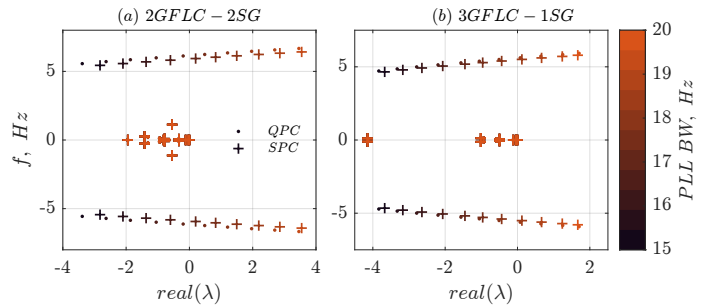 (a) 2GFLC − 2SG
(b) 3GFLC − 1SG
f, Hz
5
0
-5
-4
-2
0
2
4
real(λ)
QPC
SPC
5
0
-5
-4
-2
0
2
real(λ)
20
19
18
17
16
15
PLL BW, Hz